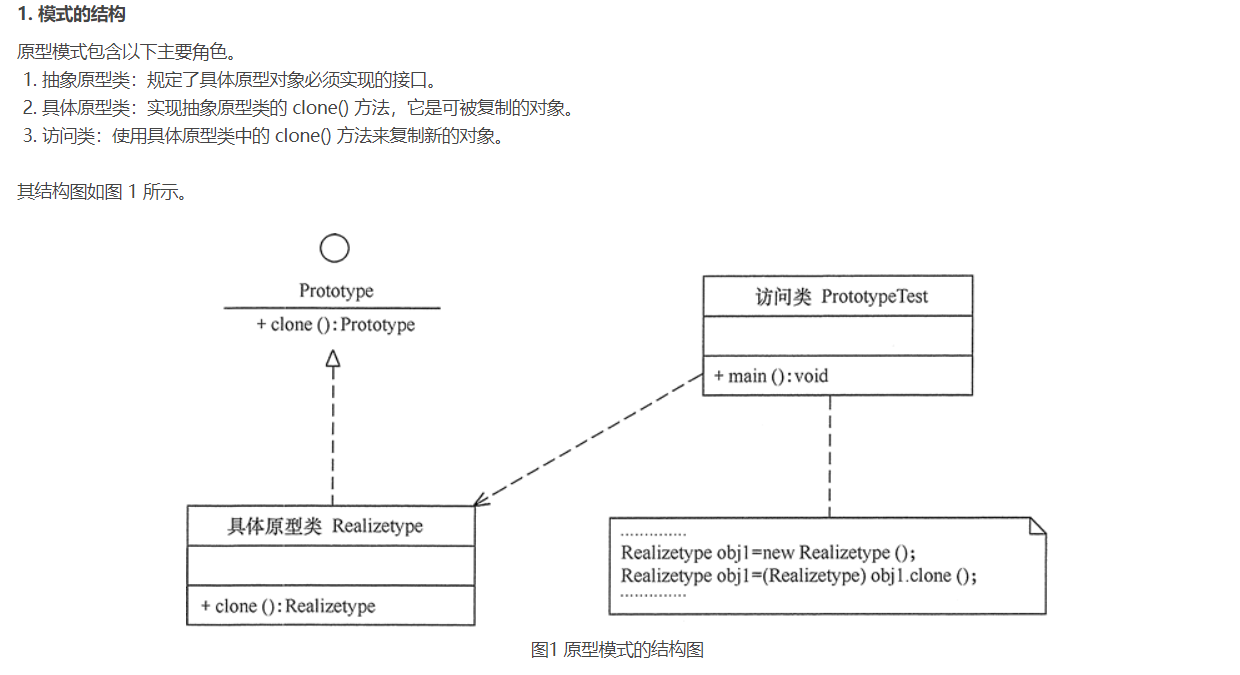 1. 模式的结构
原型模式包含以下主要角色。
1. 抽象原型类：规定了具体原型对象必须实现的接口。
2. 具体原型类：实现抽象原型类的 clone() 方法，它是可被复制的对象。
3. 访问类：使用具体原型类中的 clone() 方法来复制新的对象。
其结构图如图 1 所示。
Prototype
+ clone ():Prototype
访问类 PrototypeTest
+ main ():void
具体原型类 Realizetype
+ clone ():Realizetype
..............
Realizetype obj1=new Realizetype ();
Realizetype obj1=(Realizetype) obj1.clone ();
..............
图1 原型模式的结构图